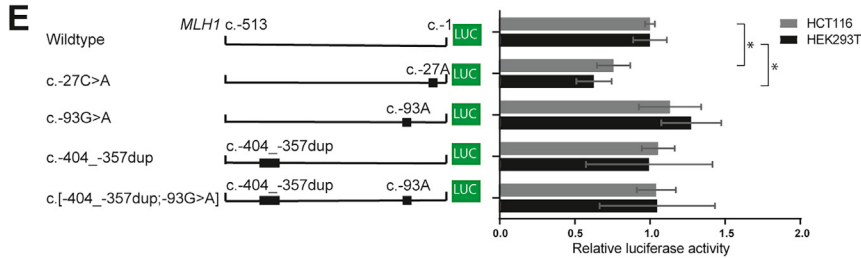 E
MLH1 c.-513 c.-1
Wildtype LUC
c.-27A
c.-27C>A LUC
c.-93A
c.-93G>A LUC
c.-404_-357dup
c.-404_-357dup LUC
c.-404_-357dup c.-93A
c.[-404_-357dup;-93G>A] LUC
HCT116
HEK293T
*
*
0.0 0.5 1.0 1.5 2.0
Relative luciferase activity